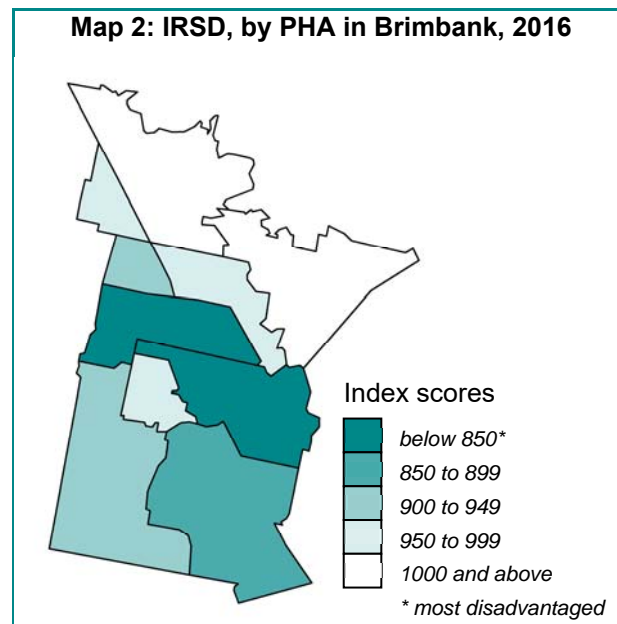 Map 2: IRSD, by PHA in Brimbank, 2016
Index scores
below 850*
850 to 899
900 to 949
950 to 999
1000 and above
* most disadvantaged